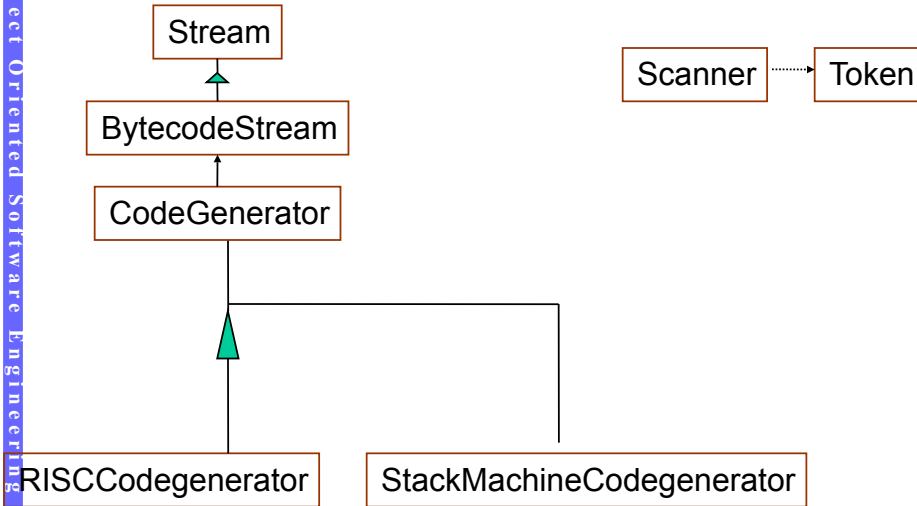 ect Oriented Software Engineering
Stream
Scanner
Token
BytecodeStream
CodeGenerator
RISCCodegenerator
StackMachineCodegenerator